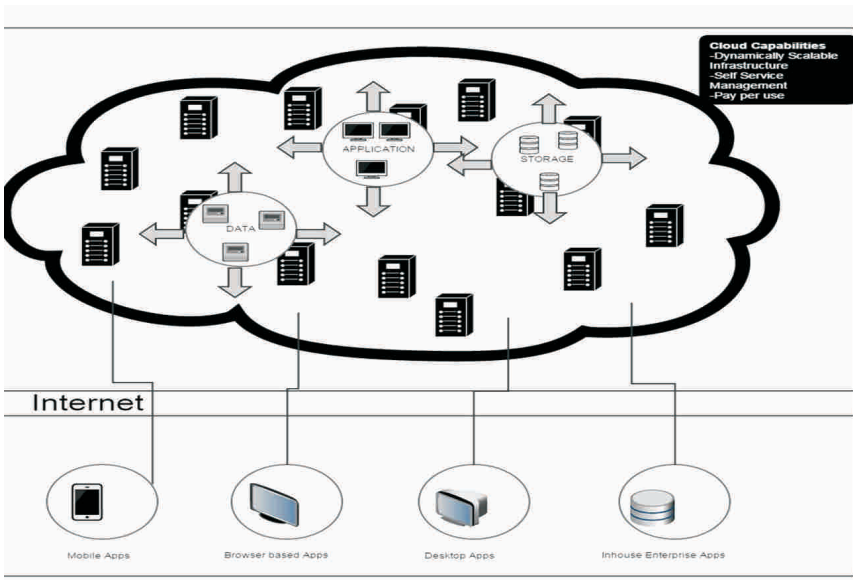 Cloud Capabilities
-Dynamically Scalable
Infrastructure
-Self Service
Management
-Pay per use
APPLICATION
STORAGE
DATA
Internet
Mobile Apps
Browser based Apps
Desktop Apps
Inhouse Enterprise Apps